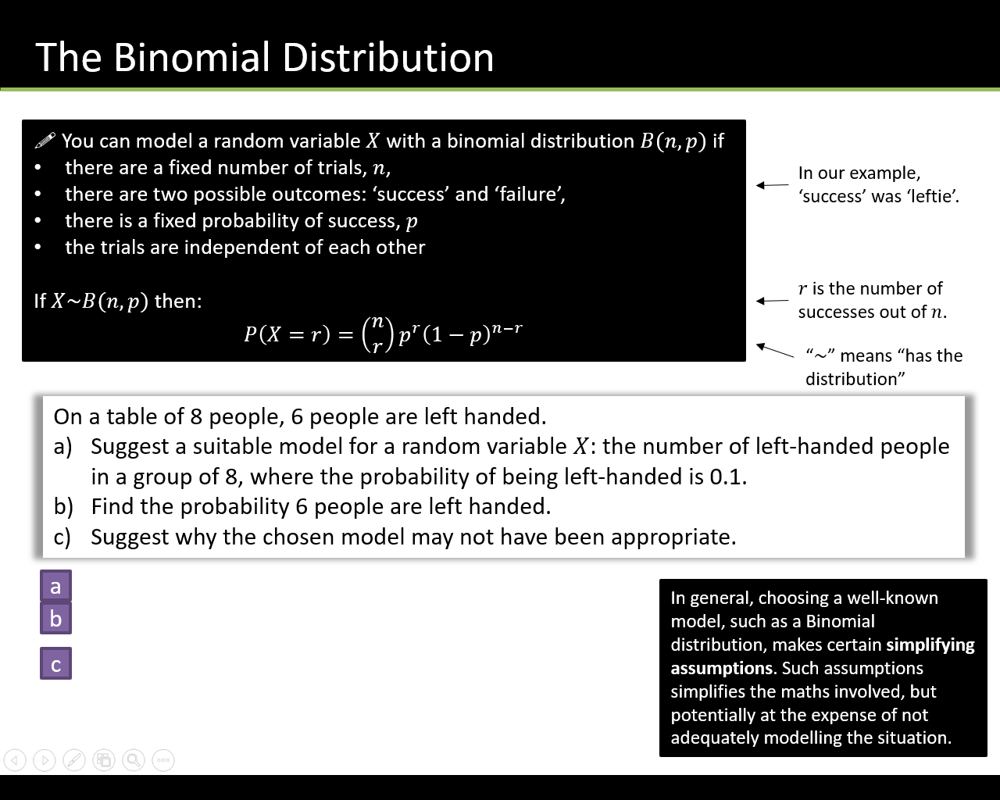 The Binomial Distribution
🖉 You can model a random variable 𝑋 with a binomial distribution 𝐵(𝑛, 𝑝) if
• there are a fixed number of trials, 𝑛,
• there are two possible outcomes: ‘success’ and ‘failure’,
• there is a fixed probability of success, 𝑝
• the trials are independent of each other
If 𝑋~𝐵(𝑛, 𝑝) then:
𝑃(𝑋 = 𝑟) = (𝑛 𝑟) 𝑝^𝑟 (1 − 𝑝)^{𝑛−𝑟}
In our example,
‘success’ was ‘leftie’.
𝑟 is the number of
successes out of 𝑛.
“~” means “has the
distribution”
On a table of 8 people, 6 people are left handed.
a) Suggest a suitable model for a random variable 𝑋: the number of left-handed people
in a group of 8, where the probability of being left-handed is 0.1.
b) Find the probability 6 people are left handed.
c) Suggest why the chosen model may not have been appropriate.
a
b
c
In general, choosing a well-known
model, such as a Binomial
distribution, makes certain simplifying
assumptions. Such assumptions
simplifies the maths involved, but
potentially at the expense of not
adequately modelling the situation.